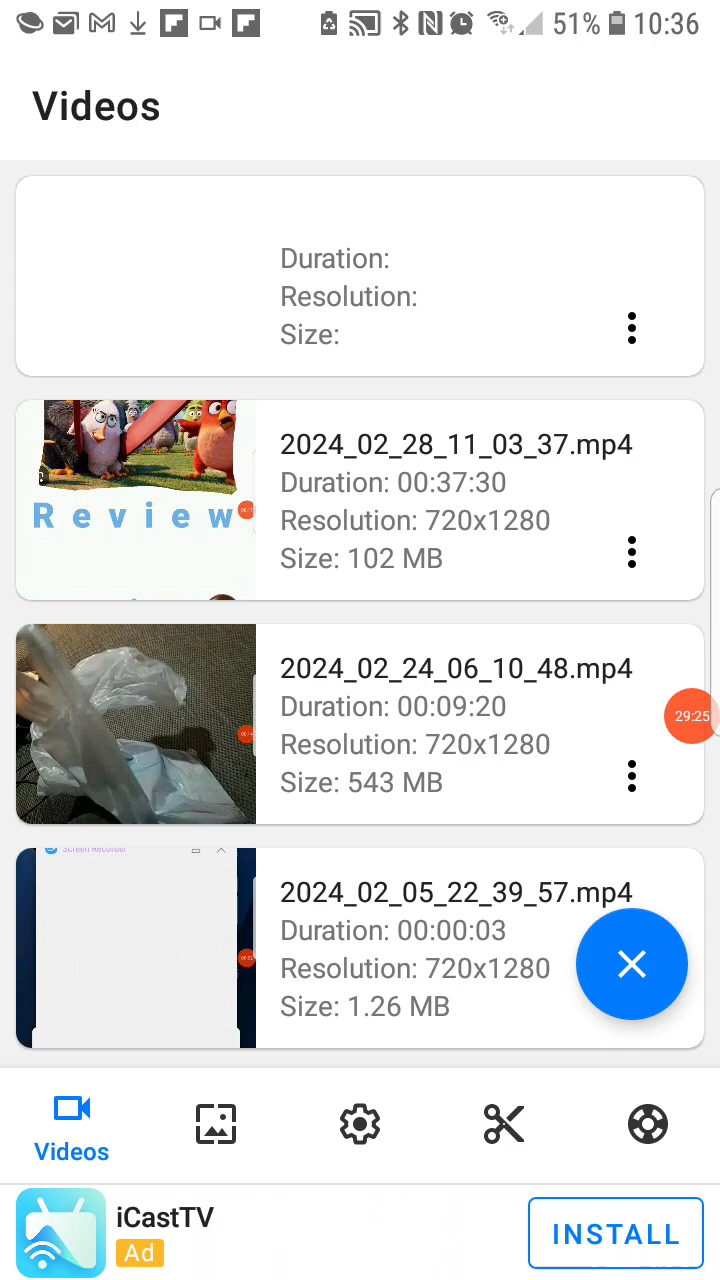 51% 10:36
Videos
Duration:
Resolution:
Size:
Review
2024_02_28_11_03_37.mp4
Duration: 00:37:30
Resolution: 720x1280
Size: 102 MB
2024_02_24_06_10_48.mp4
Duration: 00:09:20
Resolution: 720x1280
Size: 543 MB
29:25
Screen Recorder
2024_02_05_22_39_57.mp4
Duration: 00:00:03
Resolution: 720x1280
Size: 1.26 MB
Videos
iCastTV
Ad
INSTALL